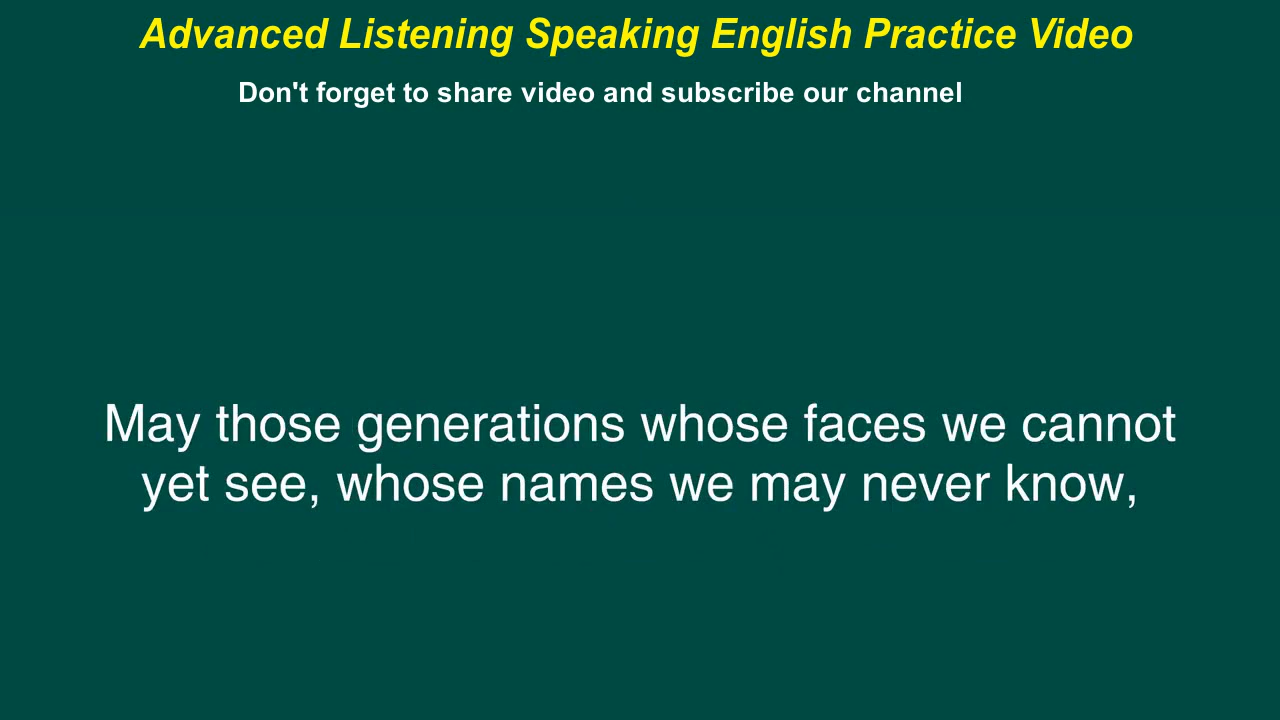 Advanced Listening Speaking English Practice Video
Don't forget to share video and subscribe our channel
May those generations whose faces we cannot
yet see, whose names we may never know,